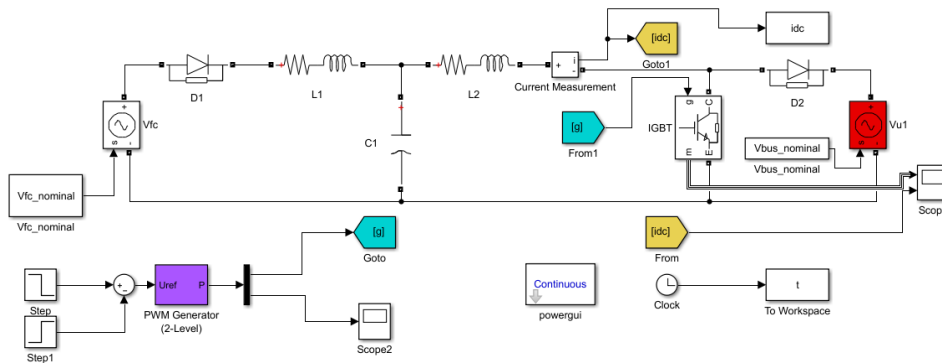 idc
[idc]
Goto1
+
i
-
Current Measurement
D1
L1
L2
D2
+
Vfc
s
-
C1
[g]
From1
g
C
IGBT
m
E
+
Vu1
s
-
Vbus_nominal
Vbus_nominal
Vfc_nominal
Vfc_nominal
Scop
[g]
Goto
[idc]
From
Step
Step1
Uref
P
PWM Generator
(2-Level)
Scope2
Continuous
powergui
Clock
t
To Workspace